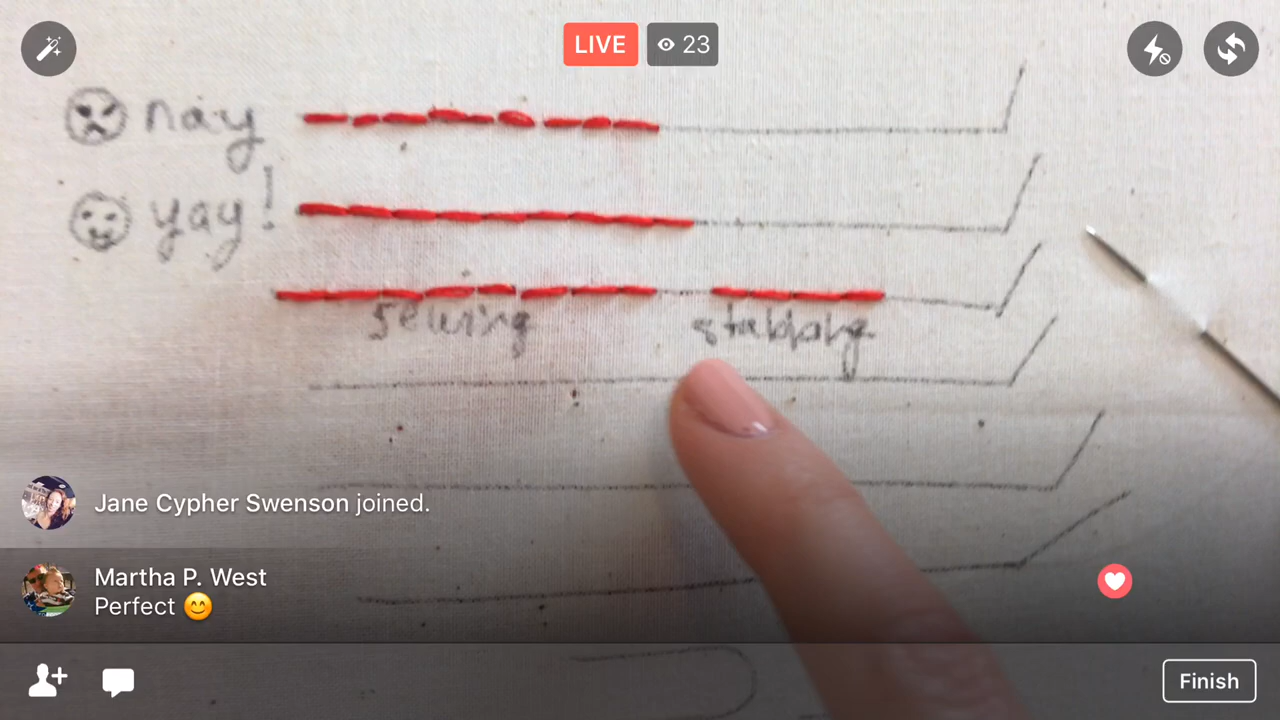 LIVE 23
nay
yay!
sewing stabbing
Jane Cypher Swenson joined.
Martha P. West
Perfect 😊
Finish